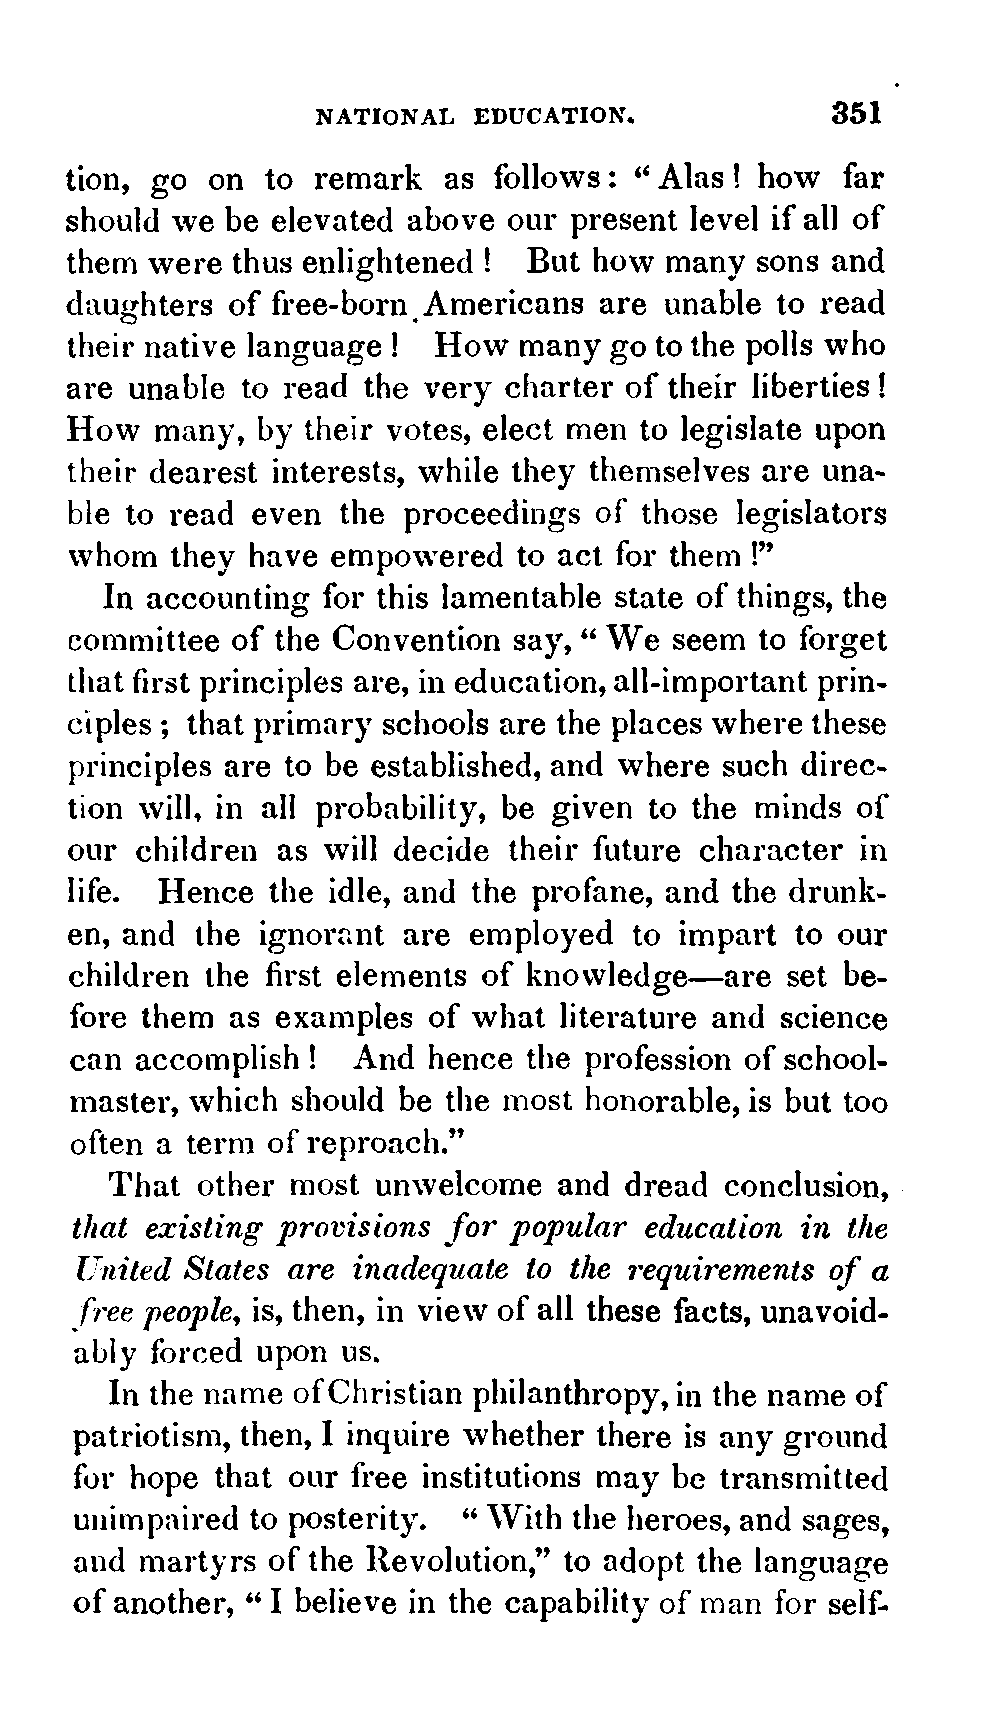 NATIONAL EDUCATION. 351
tion, go on to remark as follows: “ Alas! how far
should we be elevated above our present level if all of
them were thus enlightened ! But how many sons and
daughters of free-born Americans are unable to read
their native language ! How many go to the polls who
are unable to read the very charter of their liberties !
How many, by their votes, elect men to legislate upon
their dearest interests, while they themselves are una-
ble to read even the proceedings of those legislators
whom they have empowered to act for them !”
In accounting for this lamentable state of things, the
committee of the Convention say, “ We seem to forget
that first principles are, in education, all-important prin-
ciples ; that primary schools are the places where these
principles are to be established, and where such direc-
tion will, in all probability, be given to the minds of
our children as will decide their future character in
life. Hence the idle, and the profane, and the drunk-
en, and the ignorant are employed to impart to our
children the first elements of knowledge—are set be-
fore them as examples of what literature and science
can accomplish ! And hence the profession of school-
master, which should be the most honorable, is but too
often a term of reproach.”
That other most unwelcome and dread conclusion,
that existing provisions for popular education in the
United States are inadequate to the requirements of a
free people, is, then, in view of all these facts, unavoid-
ably forced upon us.
In the name of Christian philanthropy, in the name of
patriotism, then, I inquire whether there is any ground
for hope that our free institutions may be transmitted
unimpaired to posterity. “ With the heroes, and sages,
and martyrs of the Revolution,” to adopt the language
of another, “ I believe in the capability of man for self-